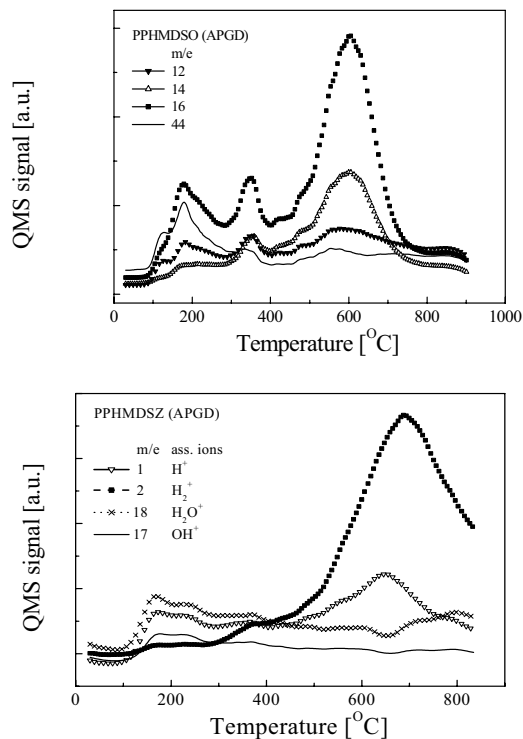 PPHMDSO (APGD)
m/e
12
14
16
44
QMS signal [a.u.]
0 200 400 600 800 1000
Temperature [°C]
PPHMDSZ (APGD)
m/e ass. ions
1 H+
2 H2+
18 H2O+
17 OH+
QMS signal [a.u.]
0 200 400 600 800
Temperature [°C]